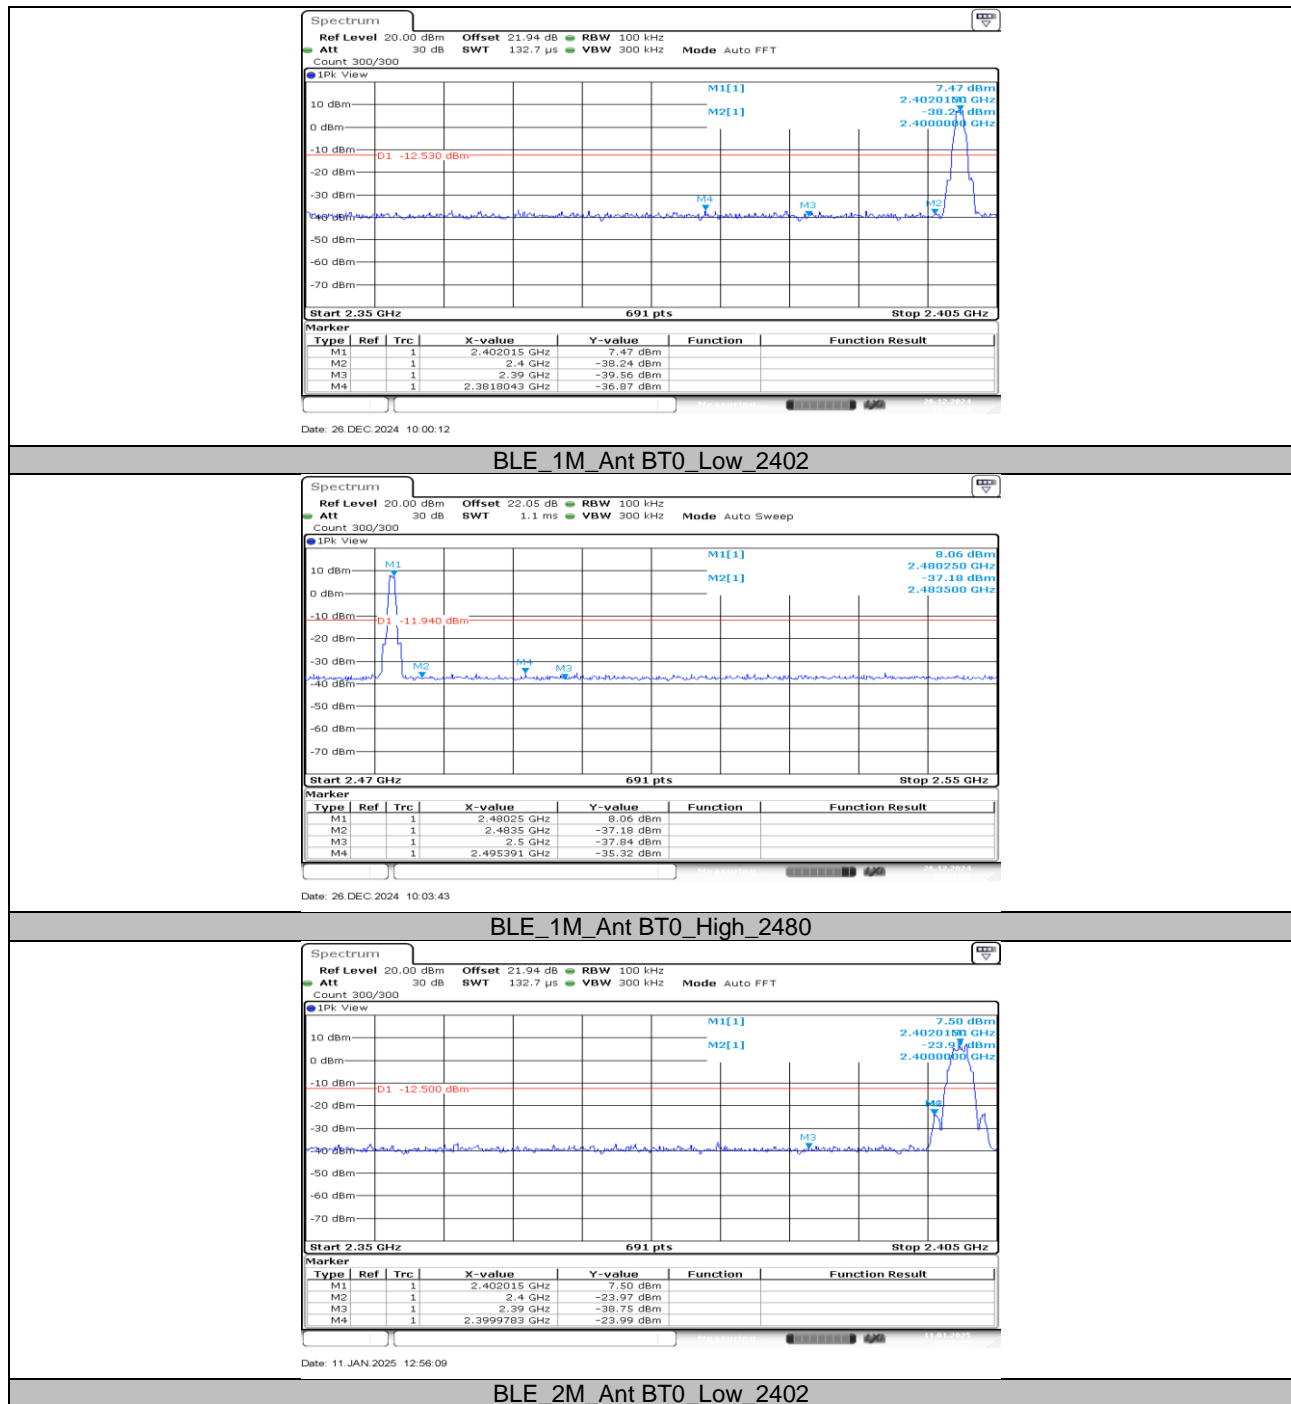 Spectrum
Ref Level 20.00 dBm Offset 21.94 dB RBW 100 kHz
Att 30 dB SWT 132.7 µs VBW 300 kHz Mode Auto FFT
Count 300/300
1Pk View
M1[1] 7.47 dBm
2.4020150 GHz
M2[1] -38.24 dBm
2.4000000 GHz
10 dBm
0 dBm
-10 dBm
D1 -12.530 dBm
-20 dBm
-30 dBm
M4 M3 M2
-40 dBm
-50 dBm
-60 dBm
-70 dBm
Start 2.35 GHz 691 pts Stop 2.405 GHz
Marker
Type Ref Trc X-value Y-value Function Function Result
M1 1 2.402015 GHz 7.47 dBm
M2 1 2.4 GHz -38.24 dBm
M3 1 2.39 GHz -39.56 dBm
M4 1 2.3818043 GHz -36.87 dBm
Date: 26.DEC.2024 10:00:12
BLE_1M_Ant BT0_Low_2402
Spectrum
Ref Level 20.00 dBm Offset 22.05 dB RBW 100 kHz
Att 30 dB SWT 1.1 ms VBW 300 kHz Mode Auto Sweep
Count 300/300
1Pk View
M1[1] 8.06 dBm
2.480250 GHz
M2[1] -37.18 dBm
2.483500 GHz
M1
10 dBm
0 dBm
-10 dBm
D1 -11.940 dBm
-20 dBm
-30 dBm
M2 M4 M3
-40 dBm
-50 dBm
-60 dBm
-70 dBm
Start 2.47 GHz 691 pts Stop 2.55 GHz
Marker
Type Ref Trc X-value Y-value Function Function Result
M1 1 2.48025 GHz 8.06 dBm
M2 1 2.4835 GHz -37.18 dBm
M3 1 2.5 GHz -37.84 dBm
M4 1 2.495391 GHz -35.32 dBm
Date: 26.DEC.2024 10:03:43
BLE_1M_Ant BT0_High_2480
Spectrum
Ref Level 20.00 dBm Offset 21.94 dB RBW 100 kHz
Att 30 dB SWT 132.7 µs VBW 300 kHz Mode Auto FFT
Count 300/300
1Pk View
M1[1] 7.50 dBm
2.4020150 GHz
M2[1] -23.97 dBm
2.4000000 GHz
10 dBm
0 dBm
-10 dBm
D1 -12.500 dBm
-20 dBm
-30 dBm
M3
-40 dBm
-50 dBm
-60 dBm
-70 dBm
Start 2.35 GHz 691 pts Stop 2.405 GHz
Marker
Type Ref Trc X-value Y-value Function Function Result
M1 1 2.402015 GHz 7.50 dBm
M2 1 2.4 GHz -23.97 dBm
M3 1 2.39 GHz -38.75 dBm
M4 1 2.3999783 GHz -23.99 dBm
Date: 11.JAN.2025 12:56:09
BLE_2M_Ant BT0_Low_2402